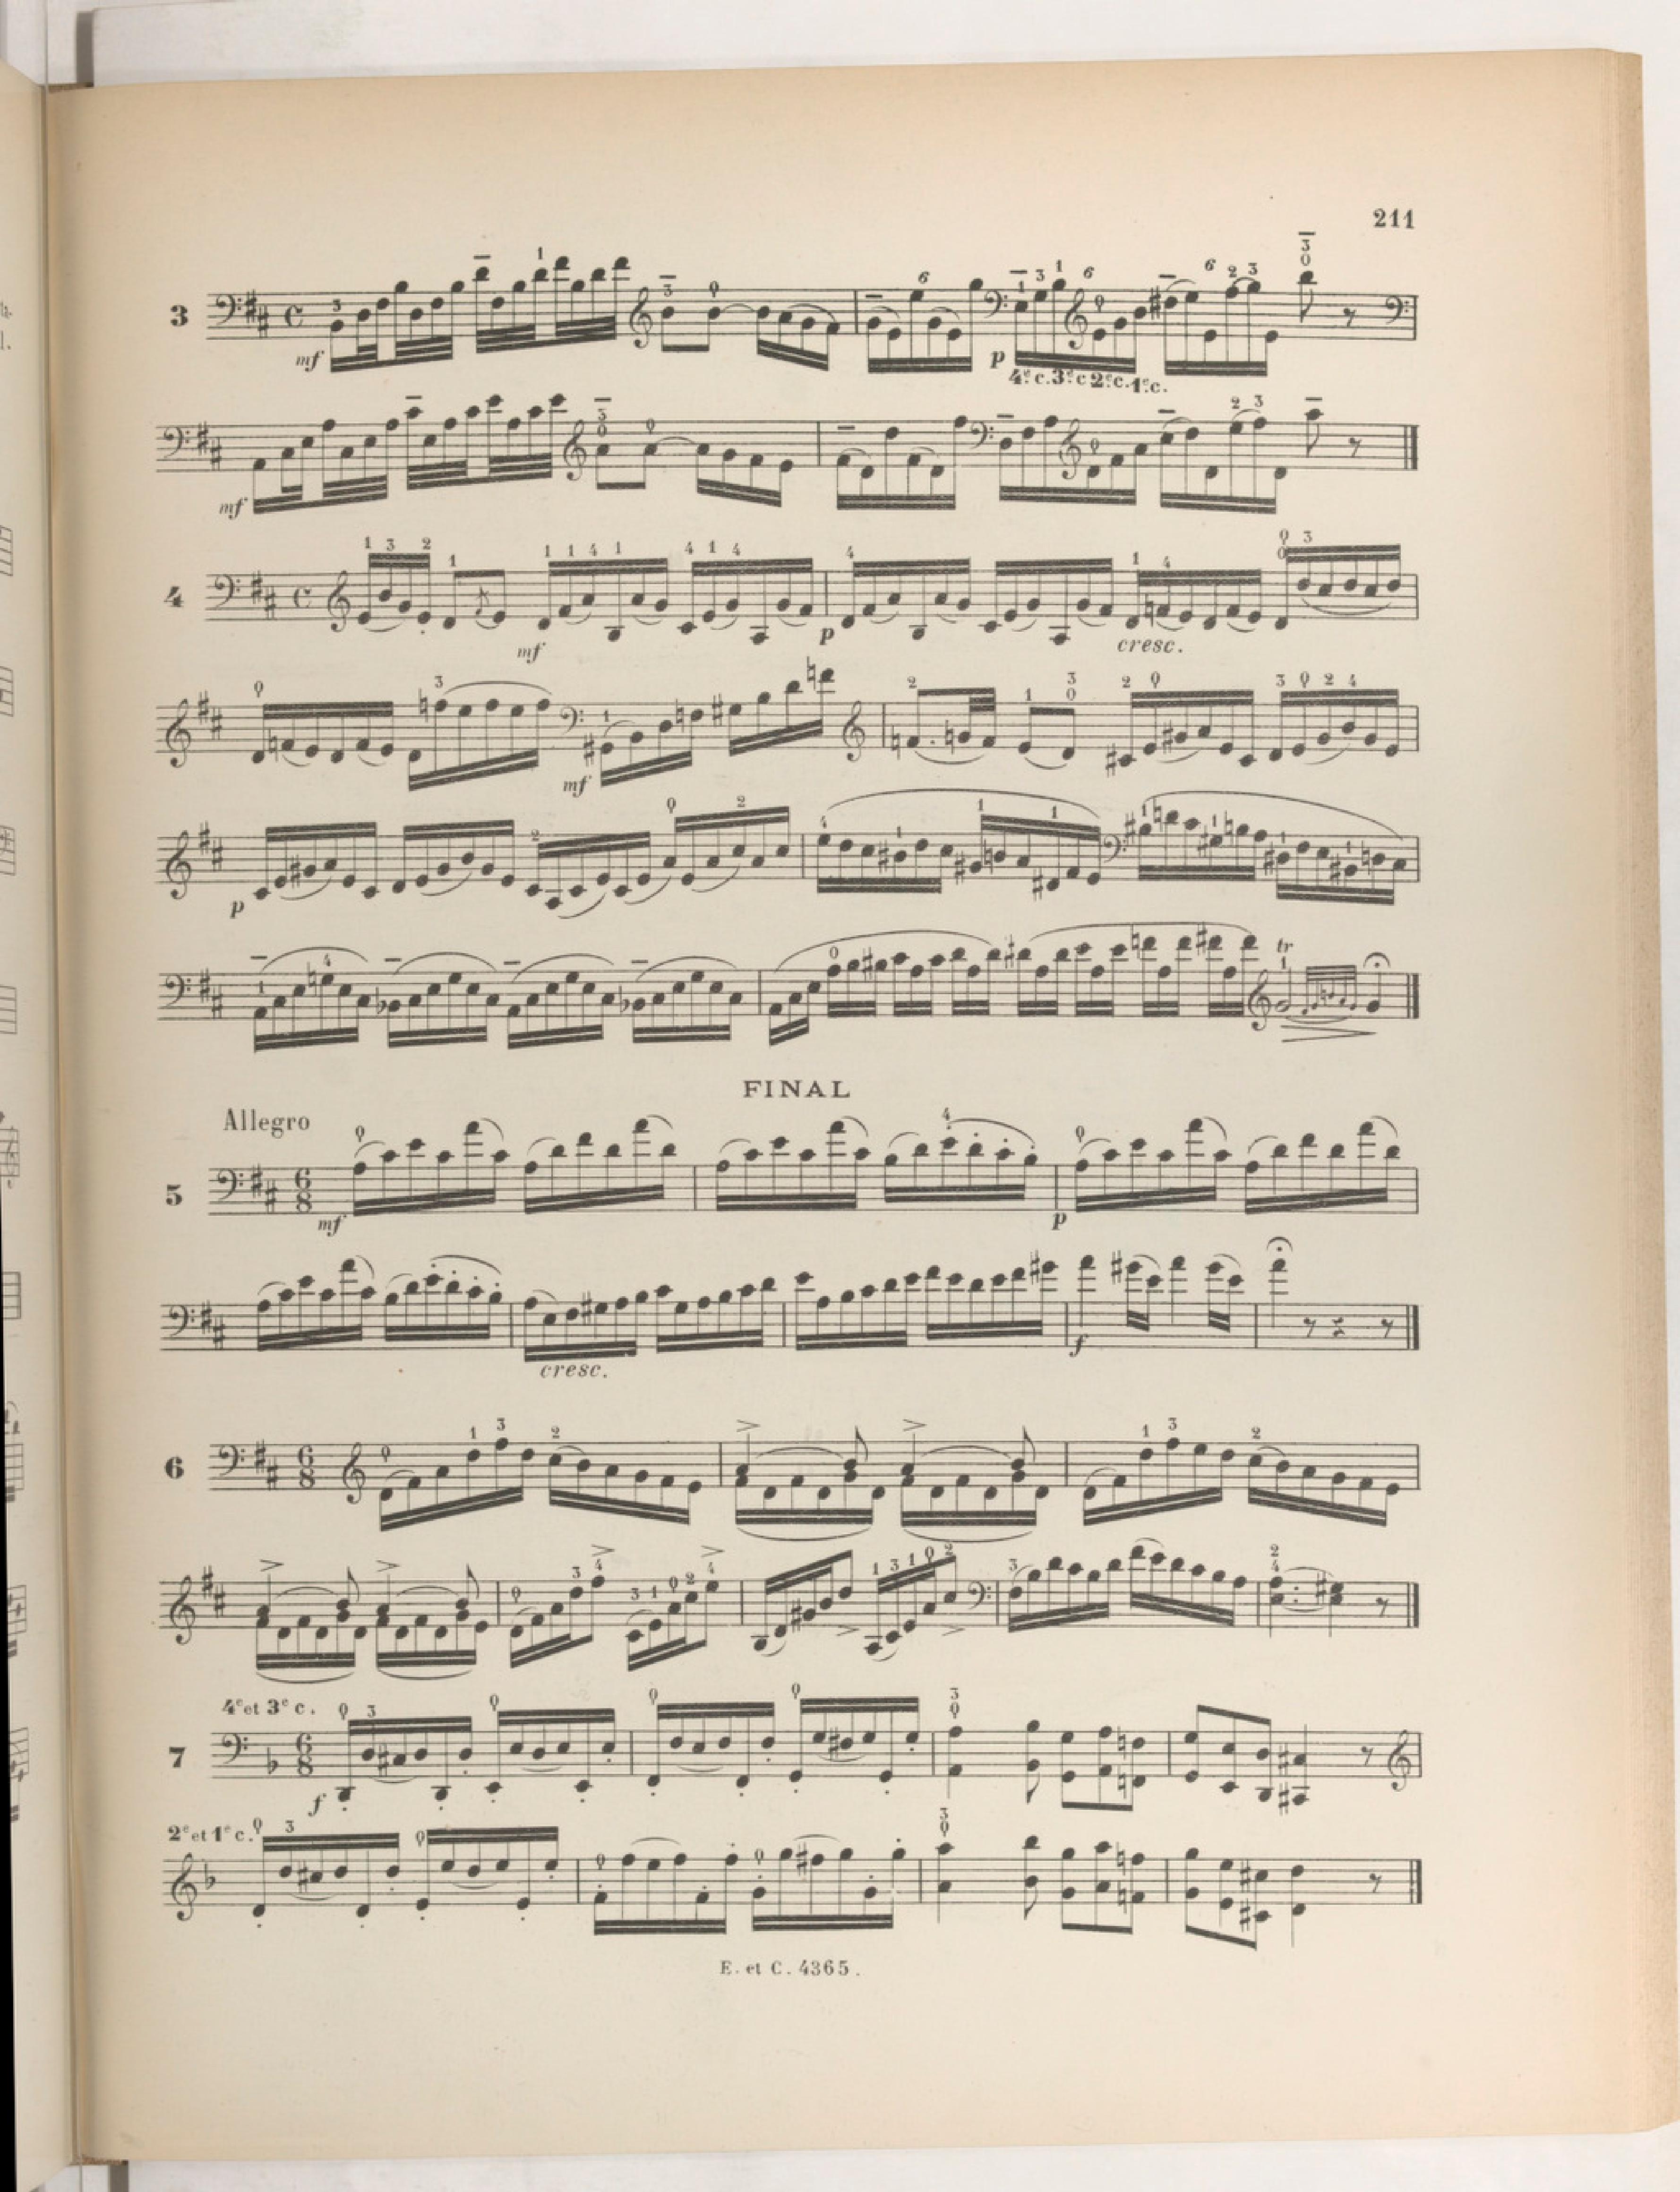 211
3
mf
p
4e. c. 3e. c 2e. c. 1e. c.
mf
4
mf
p
cresc.
mf
p
tr
FINAL
Allegro
5
mf
p
cresc.
f
6
4e et 3e c.
7
f
2e et 1e c.
E. et C. 4365.